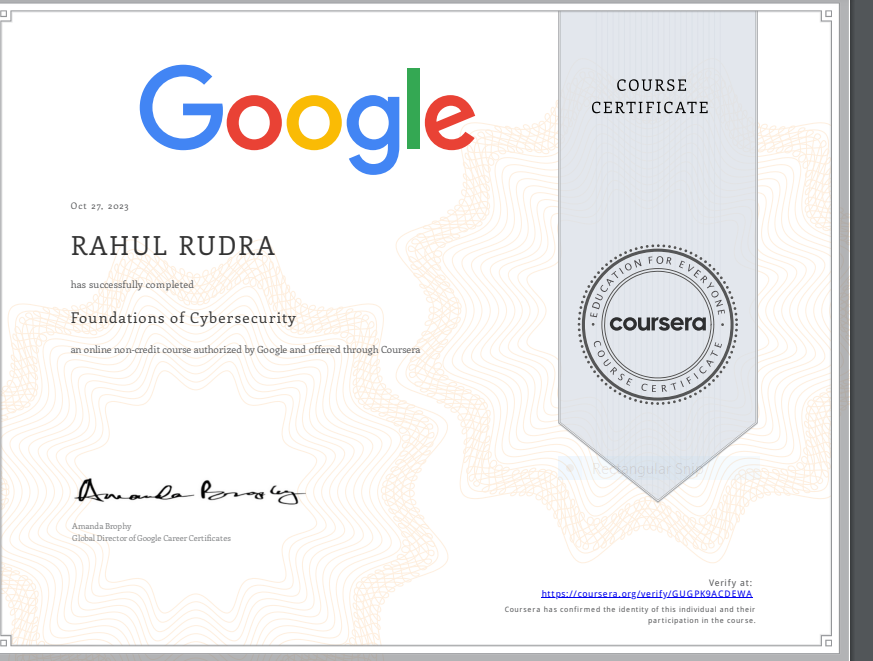 Google
COURSE
CERTIFICATE
Oct 27, 2023
RAHUL RUDRA
has successfully completed
Foundations of Cybersecurity
an online non-credit course authorized by Google and offered through Coursera
EDUCATION FOR EVERYONE
coursera
COURSE CERTIFICATE
Rectangular Snip
Amanda Brophy
Amanda Brophy
Global Director of Google Career Certificates
Verify at:
https://coursera.org/verify/GUGPK9ACDEWA
Coursera has confirmed the identity of this individual and their
participation in the course.